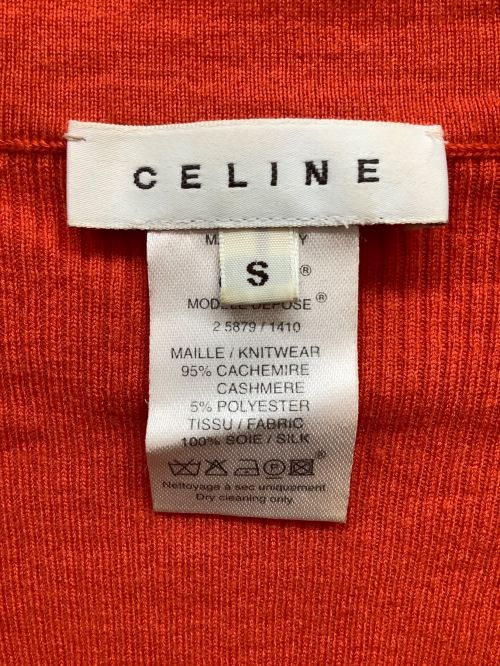 CELINE
S
®
MODELE DEPOSE®
2 5879 / 1410
MAILLE / KNITWEAR
95% CACHEMIRE
CASHMERE
5% POLYESTER
TISSU / FABRIC
100% SOIE / SILK
Nettoyage à sec uniquement
Dry cleaning only